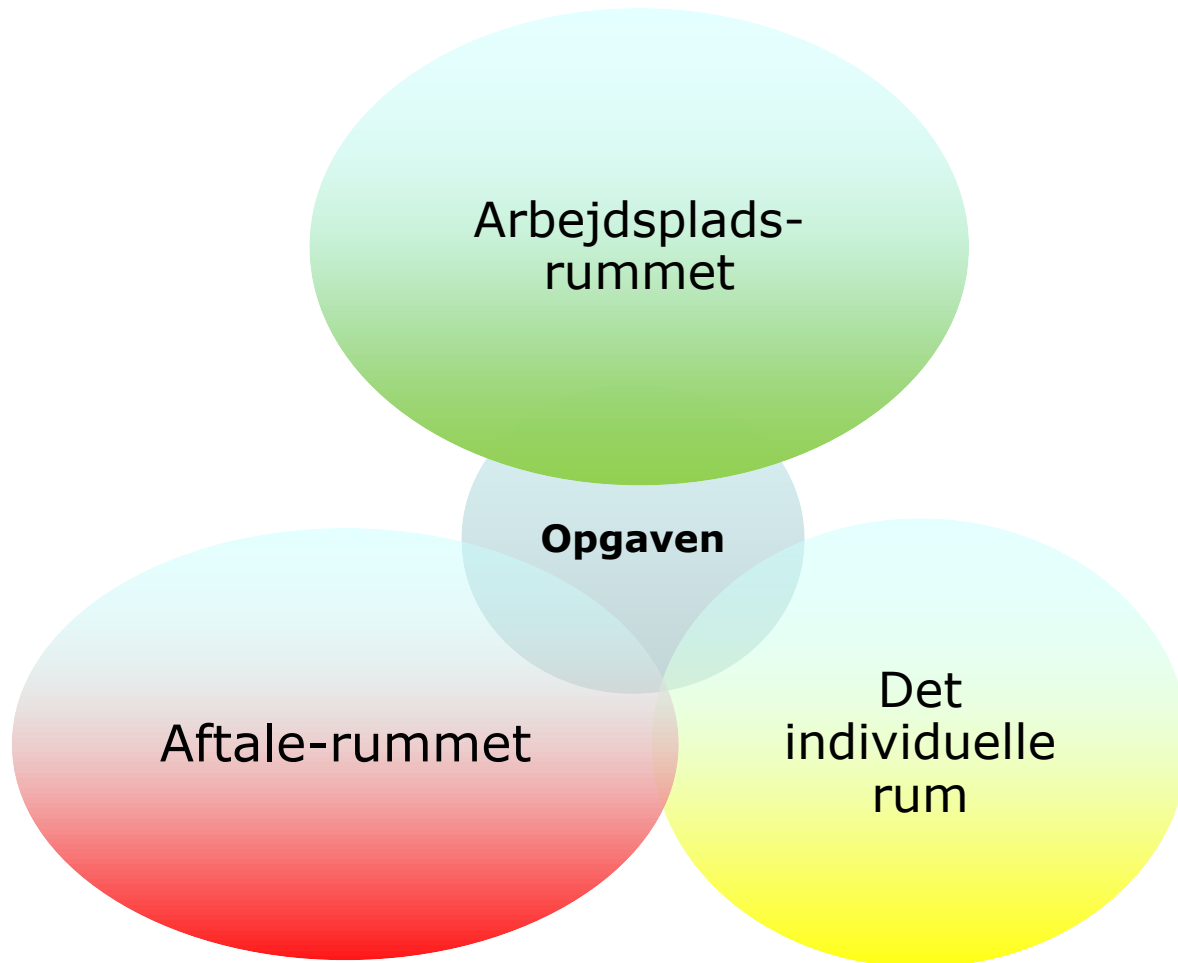 Arbejdsplads-
rummet
Opgaven
Aftale-rummet
Det
individuelle
rum